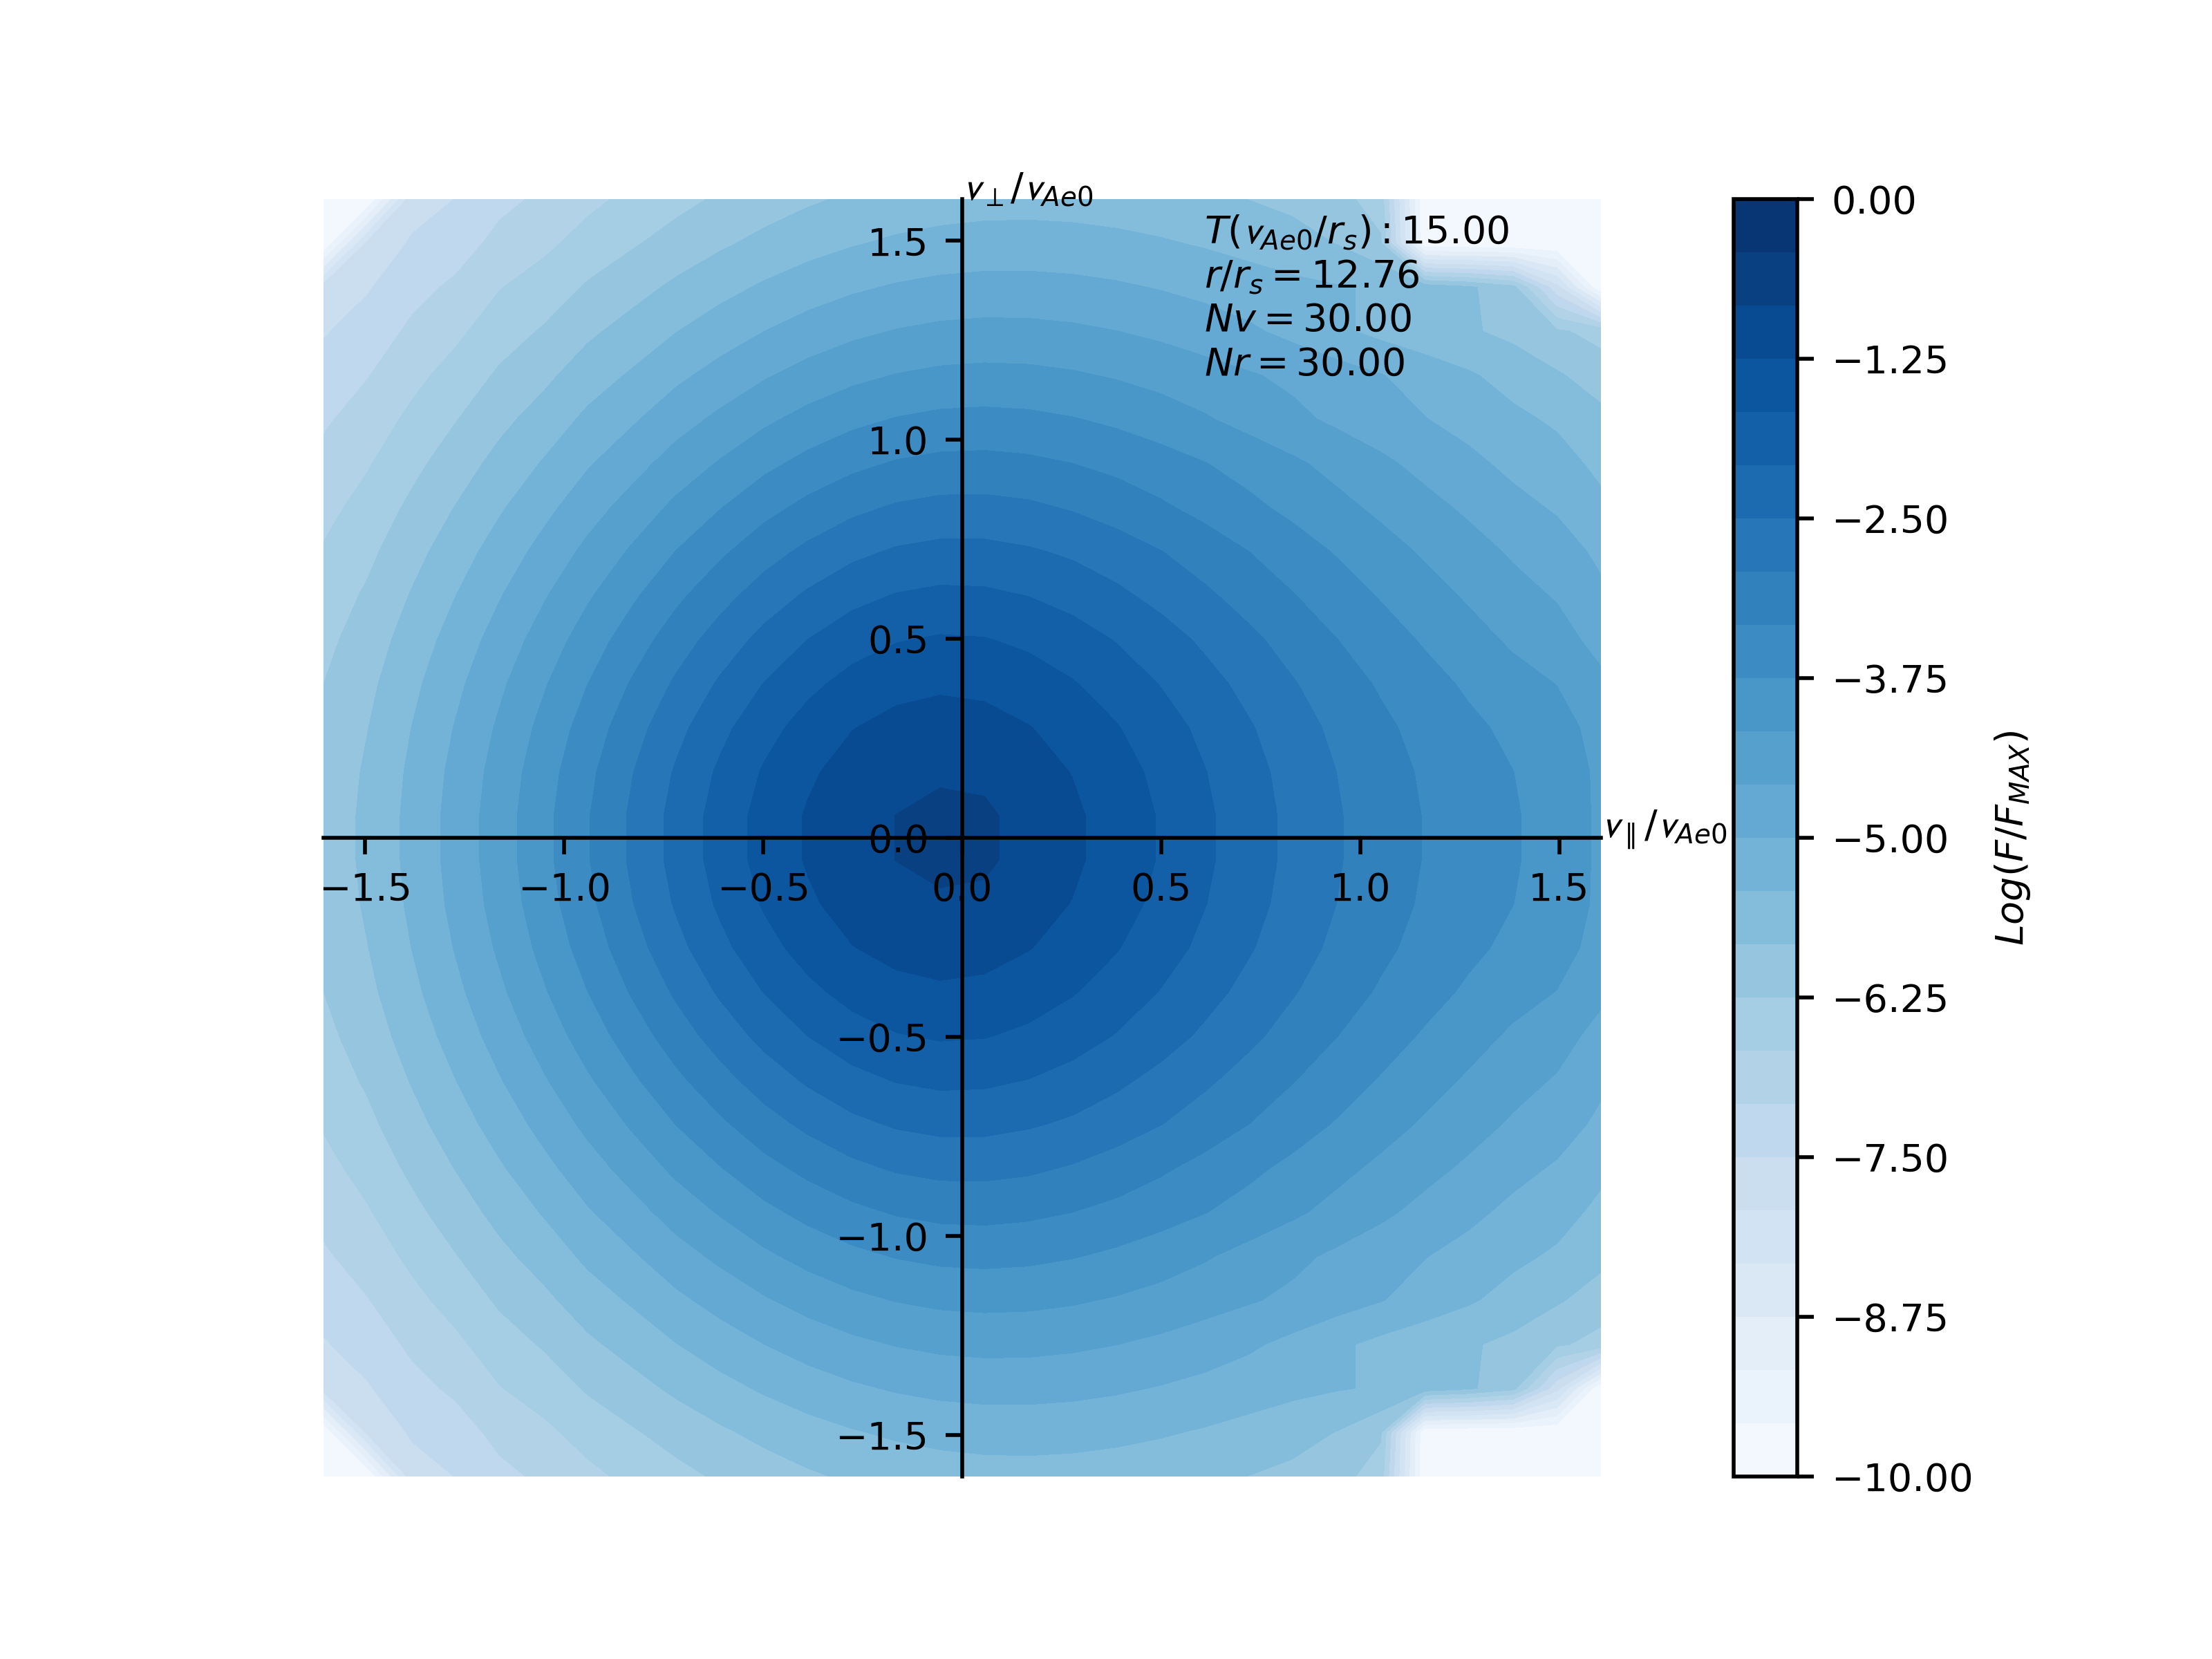 v⊥/vAe0
T(vAe0/rs) : 15.00
r/rs = 12.76
Nv = 30.00
Nr = 30.00
1.5
1.0
0.5
0.0
−0.5
−1.0
−1.5
−1.5 −1.0 −0.5 0.0 0.5 1.0 1.5
v∥/vAe0
0.00
−1.25
−2.50
−3.75
−5.00
−6.25
−7.50
−8.75
−10.00
Log(F/FMAX)